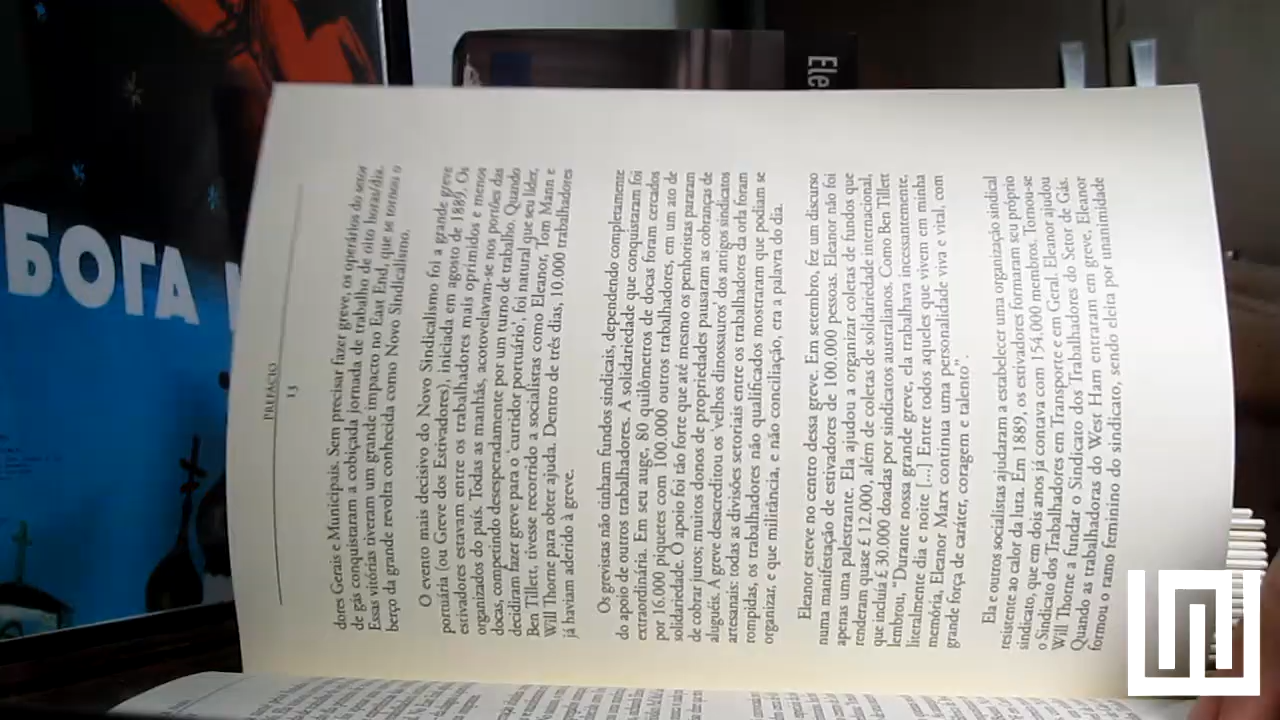 PREFÁCIO
13
dores Gerais e Municipais. Sem precisar fazer greve, os operários do setor
de gás conquistaram a cobiçada jornada de trabalho de oito horas/dia.
Essas vitórias tiveram um grande impacto no East End, que se tornou o
berço da grande revolta conhecida como Novo Sindicalismo.
O evento mais decisivo do Novo Sindicalismo foi a grande greve
portuária (ou Greve dos Estivadores), iniciada em agosto de 1889. Os
estivadores estavam entre os trabalhadores mais oprimidos e menos
organizados do país. Todas as manhãs, acotovelavam-se nos portões das
docas, competindo desesperadamente por um turno de trabalho. Quando
decidiram fazer greve para o 'curtidor portuário', foi natural que seu líder,
Ben Tillett, tivesse recorrido a socialistas como Eleanor, Tom Mann e
Will Thorne para obter ajuda. Dentro de três dias, 10.000 trabalhadores
já haviam aderido à greve.
Os grevistas não tinham fundos sindicais, dependendo completamente
do apoio de outros trabalhadores. A solidariedade que conquistaram foi
extraordinária. Em seu auge, 80 quilômetros de docas foram cercados
por 16.000 piquetes com 100.000 outros trabalhadores, em um ato de
solidariedade. O apoio foi tão forte que até mesmo os penhoristas pararam
de cobrar juros; muitos donos de propriedades pausaram as cobranças de
aluguéis. A greve desacreditou os 'velhos dinossauros' dos antigos sindicatos
artesanais: todas as divisões setoriais entre os trabalhadores da orla foram
rompidas, os trabalhadores não qualificados mostraram que podiam se
organizar, e que militância, e não conciliação, era a palavra do dia.
Eleanor esteve no centro dessa greve. Em setembro, fez um discurso
numa manifestação de estivadores de 100.000 pessoas. Eleanor não foi
apenas uma palestrante. Ela ajudou a organizar coletas de fundos que
renderam quase £ 12.000, além de coletas de solidariedade internacional,
que incluía £ 30.000 doadas por sindicatos australianos. Como Ben Tillett
lembrou, “Durante nossa grande greve, ela trabalhava incessantemente,
literalmente dia e noite [...] Entre todos aqueles que vivem em minha
memória, Eleanor Marx continua uma personalidade viva e vital, com
grande força de caráter, coragem e talento”.
Ela e outros socialistas ajudaram a estabelecer uma organização sindical
resistente ao calor da luta. Em 1889, os estivadores formaram seu próprio
sindicato, que em dois anos já contava com 154.000 membros. Tornou-se
o Sindicato dos Trabalhadores em Transporte e em Geral. Eleanor ajudou
Will Thorne a fundar o Sindicato dos Trabalhadores do Setor de Gás.
Quando as trabalhadoras do West Ham entraram em greve, Eleanor
formou o ramo feminino do sindicato, sendo eleita por unanimidade
БОГА
Ele